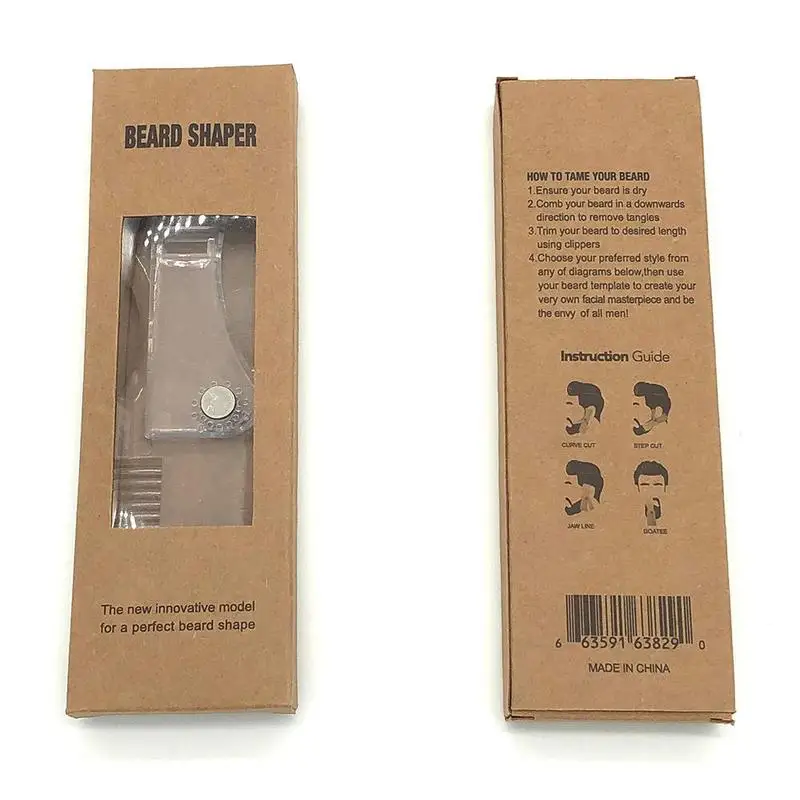 BEARD SHAPER
The new innovative model
for a perfect beard shape
HOW TO TAME YOUR BEARD
1.Ensure your beard is dry
2.Comb your beard in a downwards
direction to remove tangles
3.Trim your beard to desired length
using clippers
4.Choose your preferred style from
any of diagrams below,then use
your beard template to create your
very own facial masterpiece and be
the envy of all men!
Instruction Guide
CURVE CUT
STEP CUT
JAW LINE
GOATEE
6 63591 63829 0
MADE IN CHINA